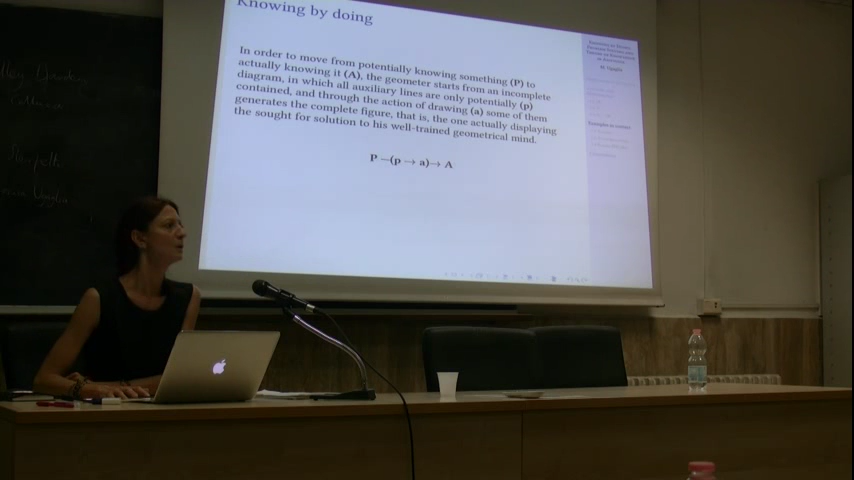 Knowing by doing
In order to move from potentially knowing something (P) to
actually knowing it (A), the geometer starts from an incomplete
diagram, in which all auxiliary lines are only potentially (p)
contained, and through the action of drawing (a) some of them
generates the complete figure, that is, the one actually displaying
the sought for solution to his well-trained geometrical mind.
P —(p → a)→ A